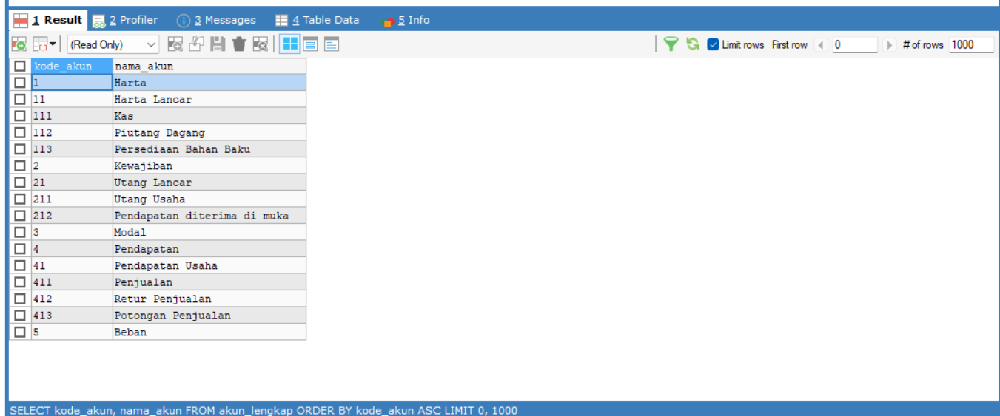 1 Result 2 Profiler 3 Messages 4 Table Data 5 Info
(Read Only) Limit rows First row 0 # of rows 1000
kode_akun nama_akun
1 Harta
11 Harta Lancar
111 Kas
112 Piutang Dagang
113 Persediaan Bahan Baku
2 Kewajiban
21 Utang Lancar
211 Utang Usaha
212 Pendapatan diterima di muka
3 Modal
4 Pendapatan
41 Pendapatan Usaha
411 Penjualan
412 Retur Penjualan
413 Potongan Penjualan
5 Beban
SELECT kode_akun, nama_akun FROM akun_lengkap ORDER BY kode_akun ASC LIMIT 0, 1000